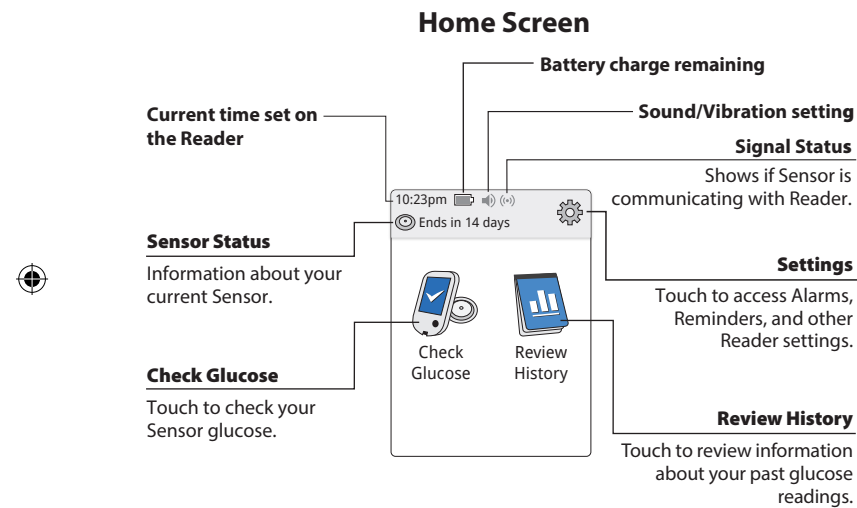 Home Screen
Battery charge remaining
Current time set on
the Reader
Sound/Vibration setting
Signal Status
Shows if Sensor is
communicating with Reader.
10:23pm
Ends in 14 days
Sensor Status
Information about your
current Sensor.
Settings
Touch to access Alarms,
Reminders, and other
Reader settings.
Check
Glucose
Review
History
Check Glucose
Touch to check your
Sensor glucose.
Review History
Touch to review information
about your past glucose
readings.